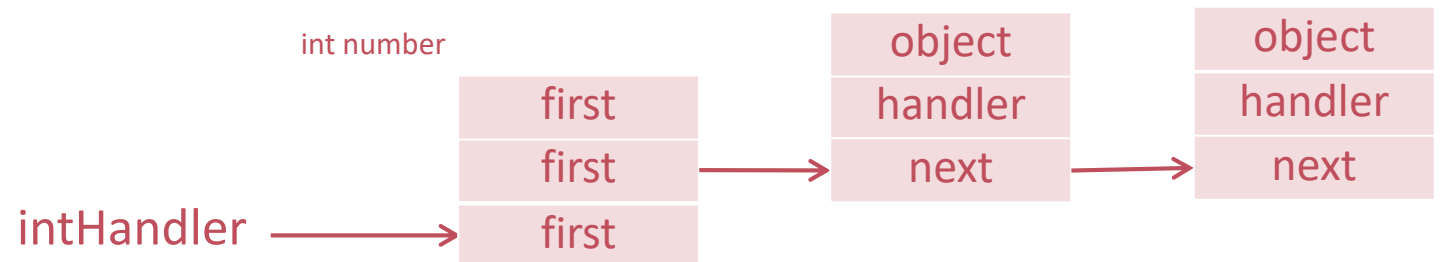 int number
first
first
first
intHandler
object
handler
next
object
handler
next